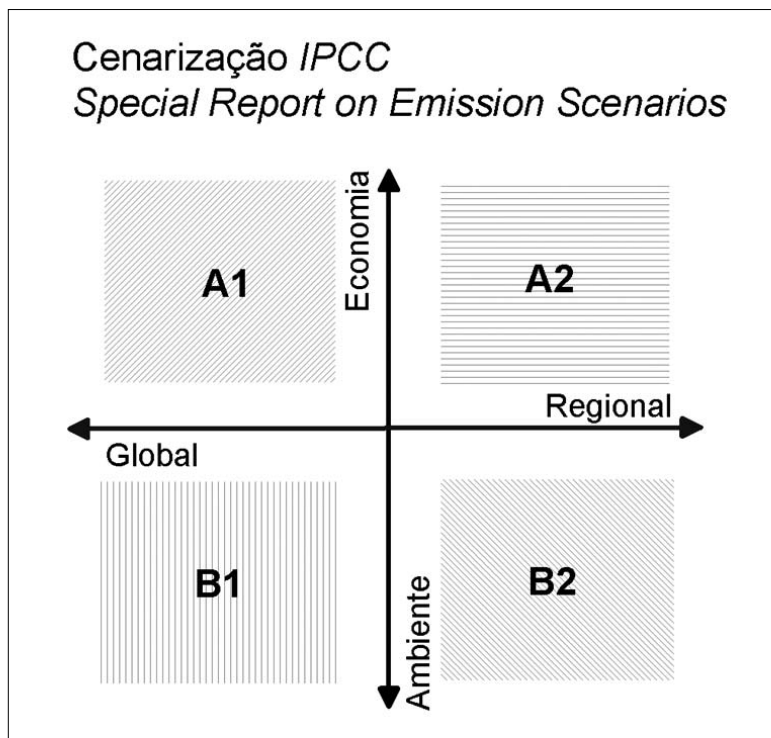 Cenarização IPCC
Special Report on Emission Scenarios
Economia
A1
A2
Regional
Global
B1
B2
Ambiente